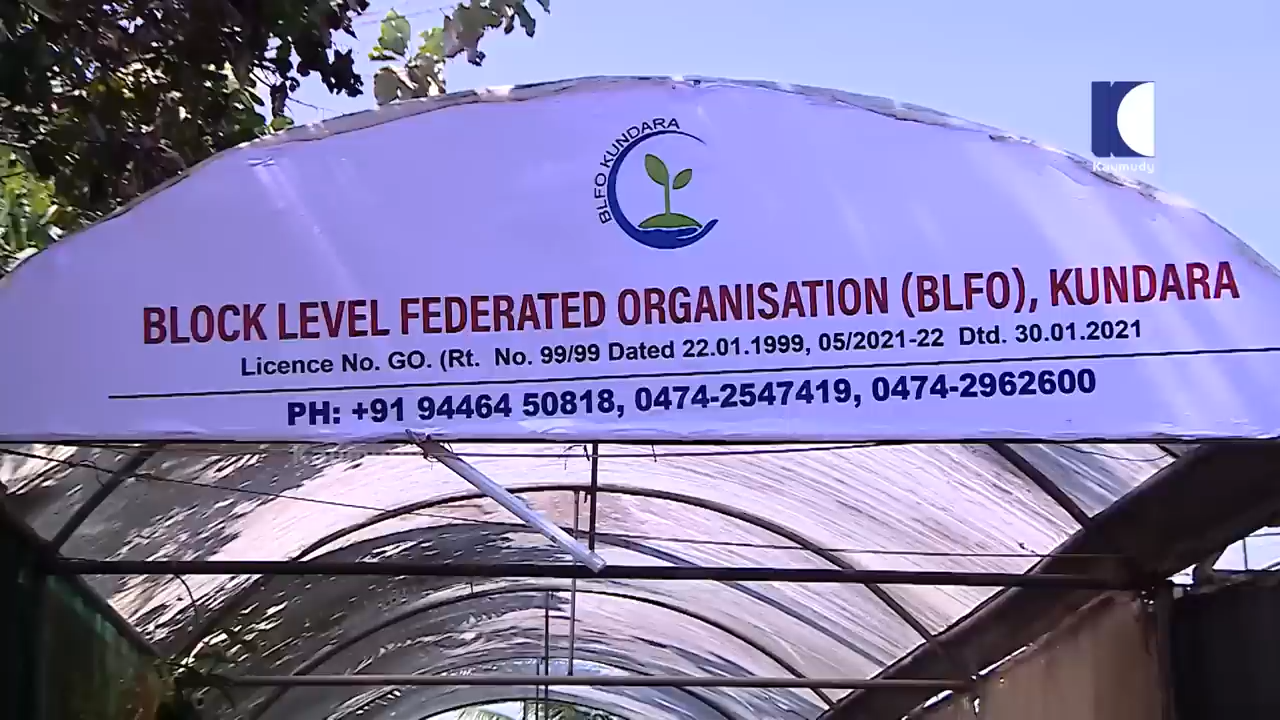 BLFO KUNDARA
BLOCK LEVEL FEDERATED ORGANISATION (BLFO), KUNDARA
Licence No. GO. (Rt. No. 99/99 Dated 22.01.1999, 05/2021-22 Dtd. 30.01.2021
PH: +91 94464 50818, 0474-2547419, 0474-2962600
K
Kaumudy
Kaumudy